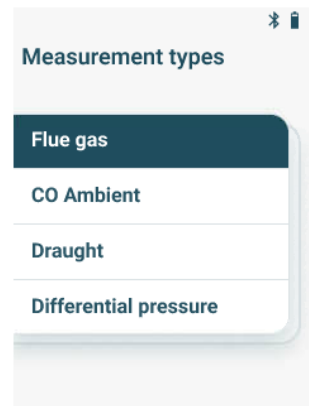 Measurement types
Flue gas
CO Ambient
Draught
Differential pressure